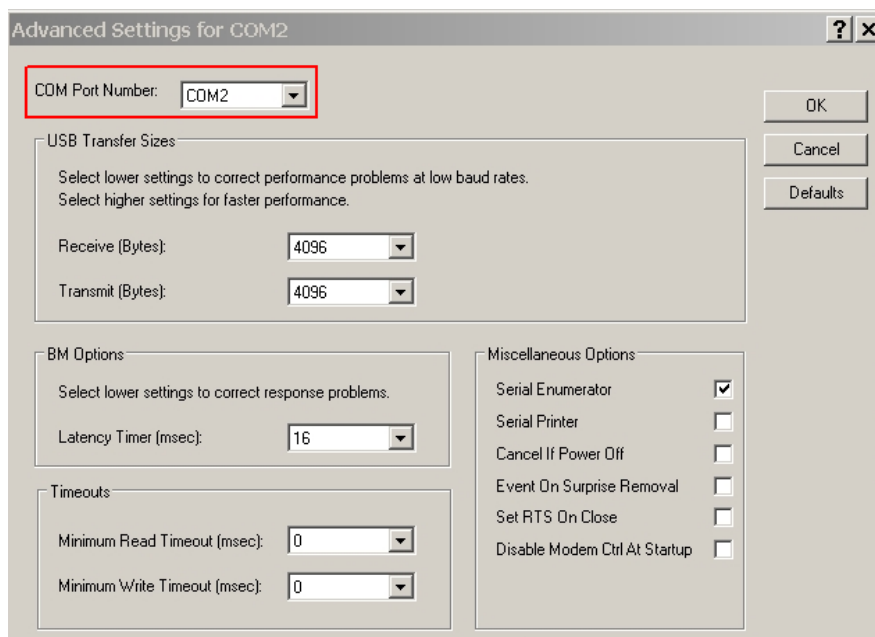 Advanced Settings for COM2
COM Port Number: COM2
OK
Cancel
Defaults
USB Transfer Sizes
Select lower settings to correct performance problems at low baud rates.
Select higher settings for faster performance.
Receive (Bytes): 4096
Transmit (Bytes): 4096
BM Options
Select lower settings to correct response problems.
Latency Timer (msec): 16
Timeouts
Minimum Read Timeout (msec): 0
Minimum Write Timeout (msec): 0
Miscellaneous Options
Serial Enumerator
Serial Printer
Cancel If Power Off
Event On Surprise Removal
Set RTS On Close
Disable Modem Ctrl At Startup